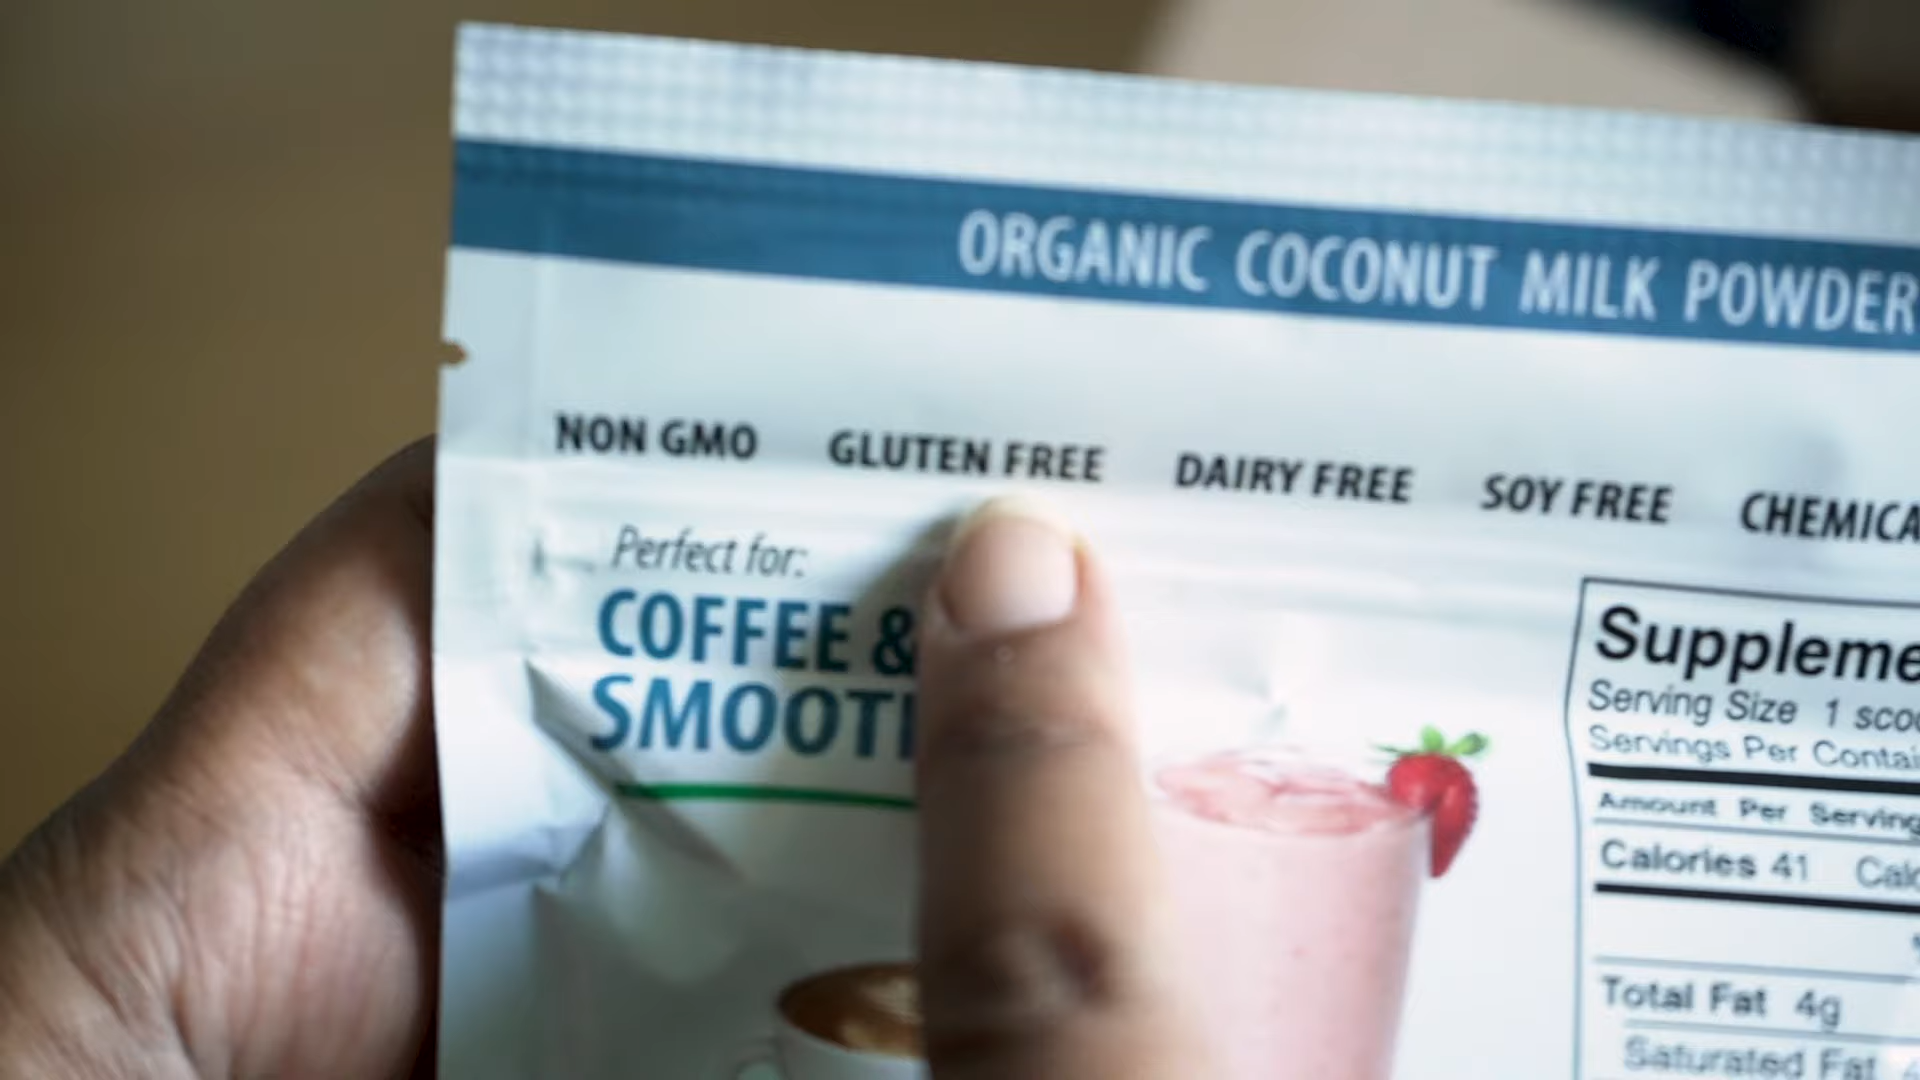 ORGANIC COCONUT MILK POWDER
NON GMO GLUTEN FREE DAIRY FREE SOY FREE
Perfect for:
COFFEE &
Serving Size 1
Servings Per
Amount Per Serving
Calories 41
Total Fat 4g
Saturated Fat